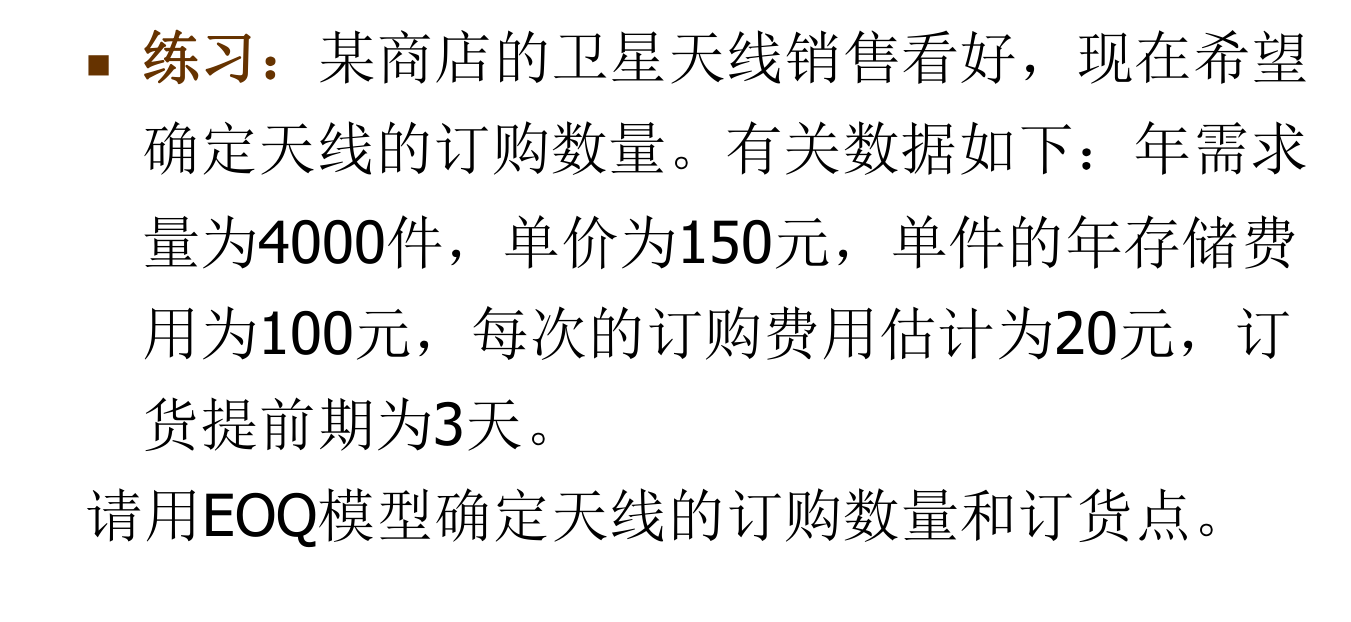 ■ 练习：某商店的卫星天线销售看好，现在希望
确定天线的订购数量。有关数据如下：年需求
量为4000件，单价为150元，单件的年存储费
用为100元，每次的订购费用估计为20元，订
货提前期为3天。
请用EOQ模型确定天线的订购数量和订货点。